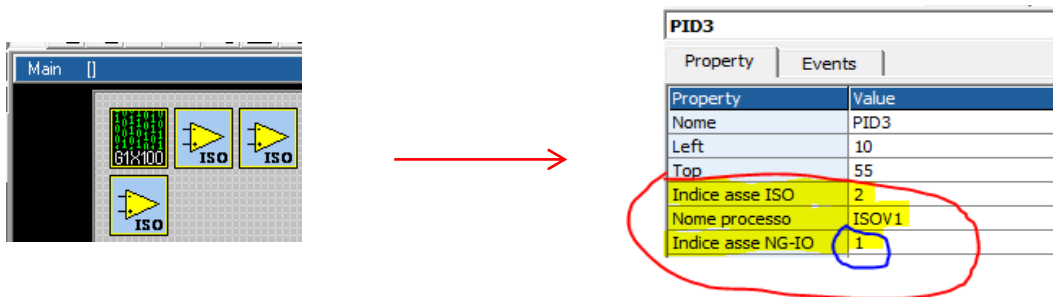 Main []
G1X100
ISO
ISO
ISO
PID3
Property Events
Property Value
Nome PID3
Left 10
Top 55
Indice asse ISO 2
Nome processo ISOV1
Indice asse NG-IO 1